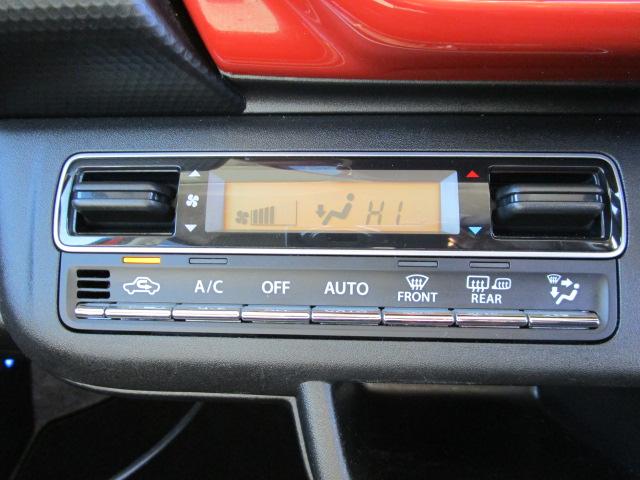 HI
A/C OFF AUTO FRONT REAR